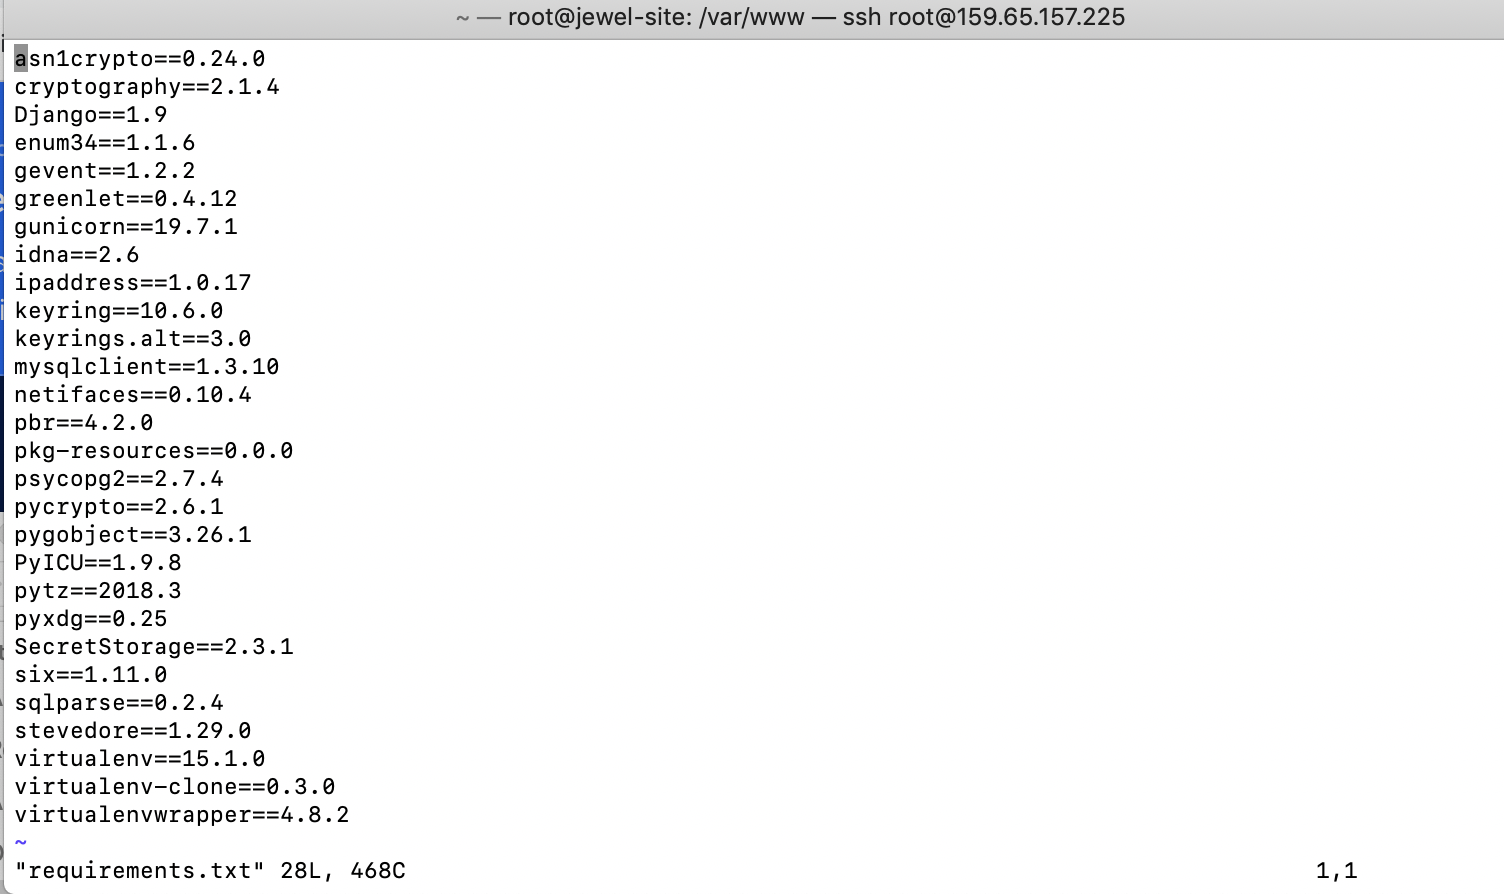 ~ — root@jewel-site: /var/www — ssh root@159.65.157.225
asn1crypto==0.24.0
cryptography==2.1.4
Django==1.9
enum34==1.1.6
gevent==1.2.2
greenlet==0.4.12
gunicorn==19.7.1
idna==2.6
ipaddress==1.0.17
keyring==10.6.0
keyrings.alt==3.0
mysqlclient==1.3.10
netifaces==0.10.4
pbr==4.2.0
pkg-resources==0.0.0
psycopg2==2.7.4
pycrypto==2.6.1
pygobject==3.26.1
PyICU==1.9.8
pytz==2018.3
pyxdg==0.25
SecretStorage==2.3.1
six==1.11.0
sqlparse==0.2.4
stevedore==1.29.0
virtualenv==15.1.0
virtualenv-clone==0.3.0
virtualenvwrapper==4.8.2
~
"requirements.txt" 28L, 468C 1,1